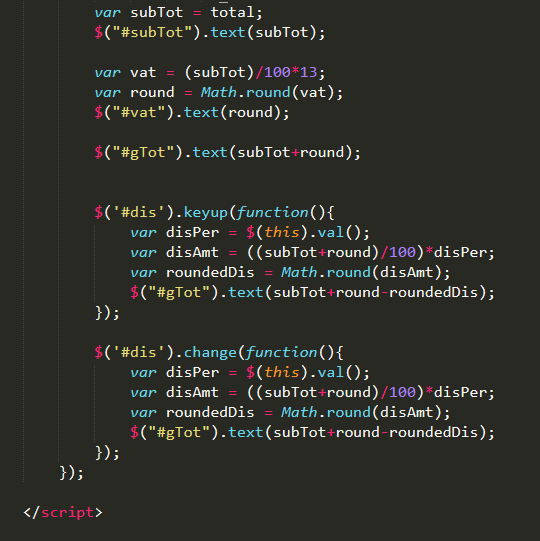 var subTot = total;
$("#subTot").text(subTot);
var vat = (subTot)/100*13;
var round = Math.round(vat);
$("#vat").text(round);
$("#gTot").text(subTot+round);
$('#dis').keyup(function(){
var disPer = $(this).val();
var disAmt = ((subTot+round)/100)*disPer;
var roundedDis = Math.round(disAmt);
$("#gTot").text(subTot+round-roundedDis);
});
$('#dis').change(function(){
var disPer = $(this).val();
var disAmt = ((subTot+round)/100)*disPer;
var roundedDis = Math.round(disAmt);
$("#gTot").text(subTot+round-roundedDis);
});
});
</script>